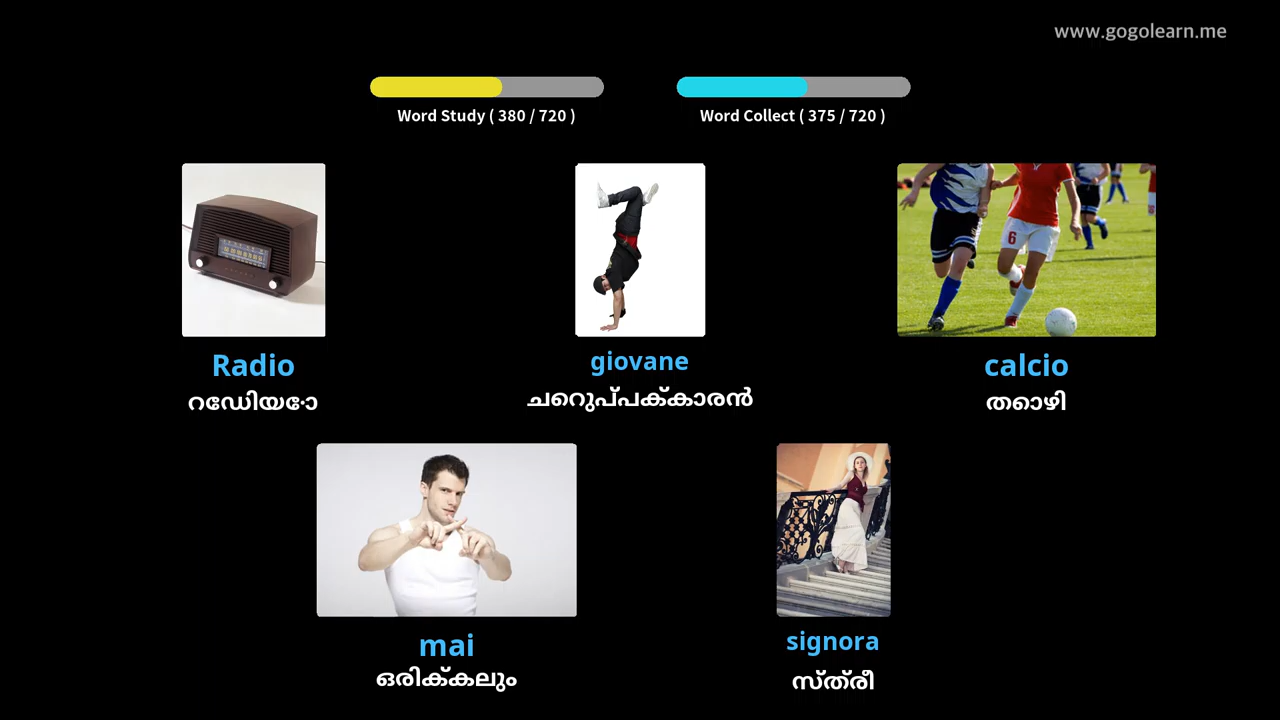 www.gogolearn.me
Word Study ( 380 / 720 )
Word Collect ( 375 / 720 )
Radio
റേഡിയോ
giovane
ചെറുപ്പക്കാരൻ
calcio
തൊഴി
mai
ഒരിക്കലും
signora
സ്ത്രീ